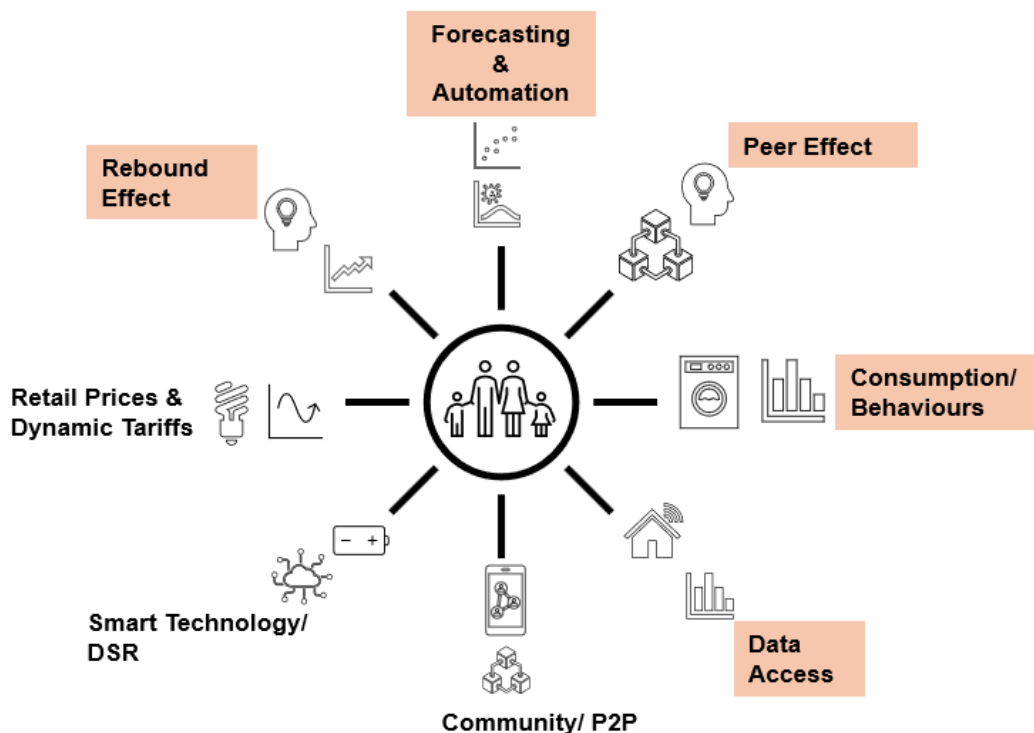 Forecasting
&
Automation
Rebound
Effect
Peer Effect
Retail Prices &
Dynamic Tariffs
Consumption/
Behaviours
− +
Smart Technology/
DSR
Data
Access
Community/ P2P